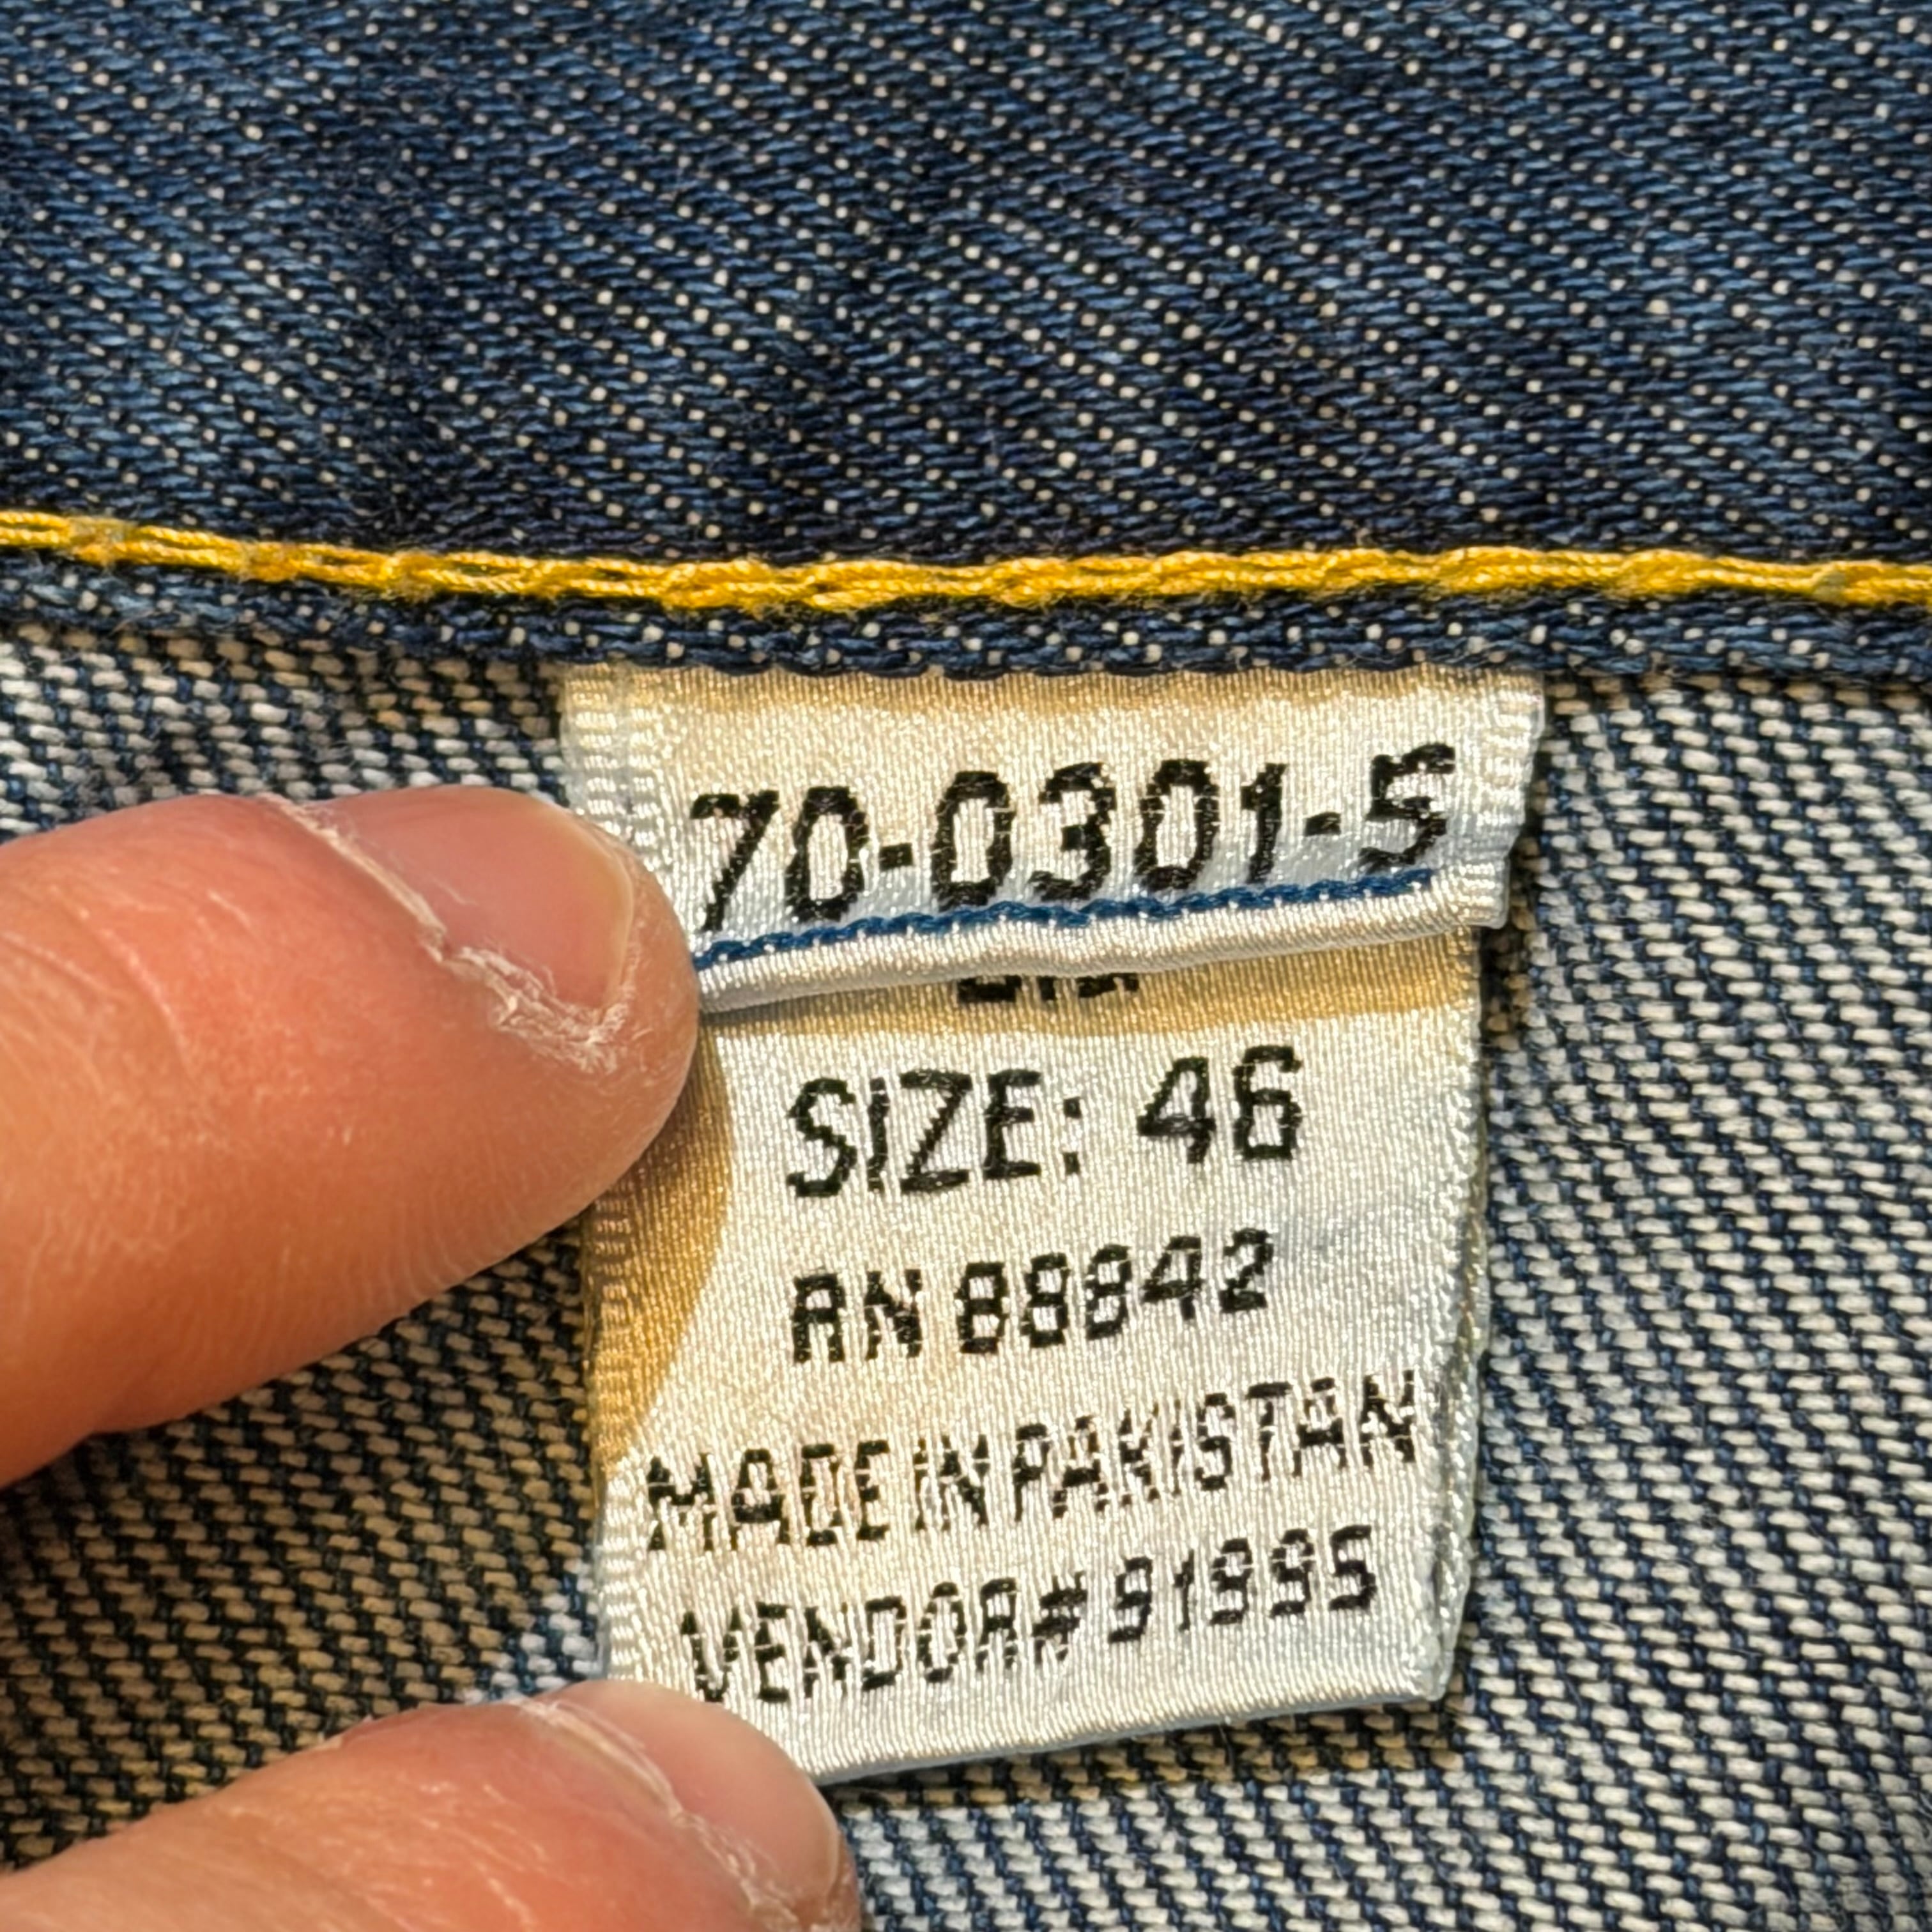 70-0301-5
SIZE: 46
RN 88842
MADE IN PAKISTAN
VENDOR# 91995